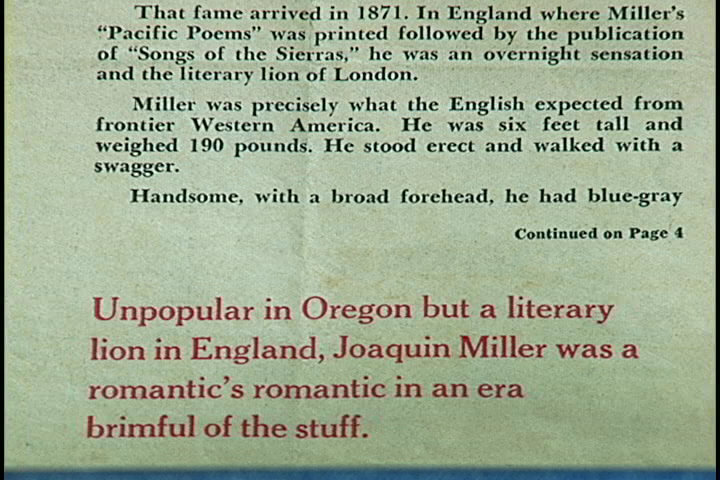 That fame arrived in 1871. In England where Miller's
"Pacific Poems" was printed followed by the publication
of "Songs of the Sierras," he was an overnight sensation
and the literary lion of London.
Miller was precisely what the English expected from
frontier Western America. He was six feet tall and
weighed 190 pounds. He stood erect and walked with a
swagger.
Handsome, with a broad forehead, he had blue-gray
Continued on Page 4
Unpopular in Oregon but a literary
lion in England, Joaquin Miller was a
romantic's romantic in an era
brimful of the stuff.